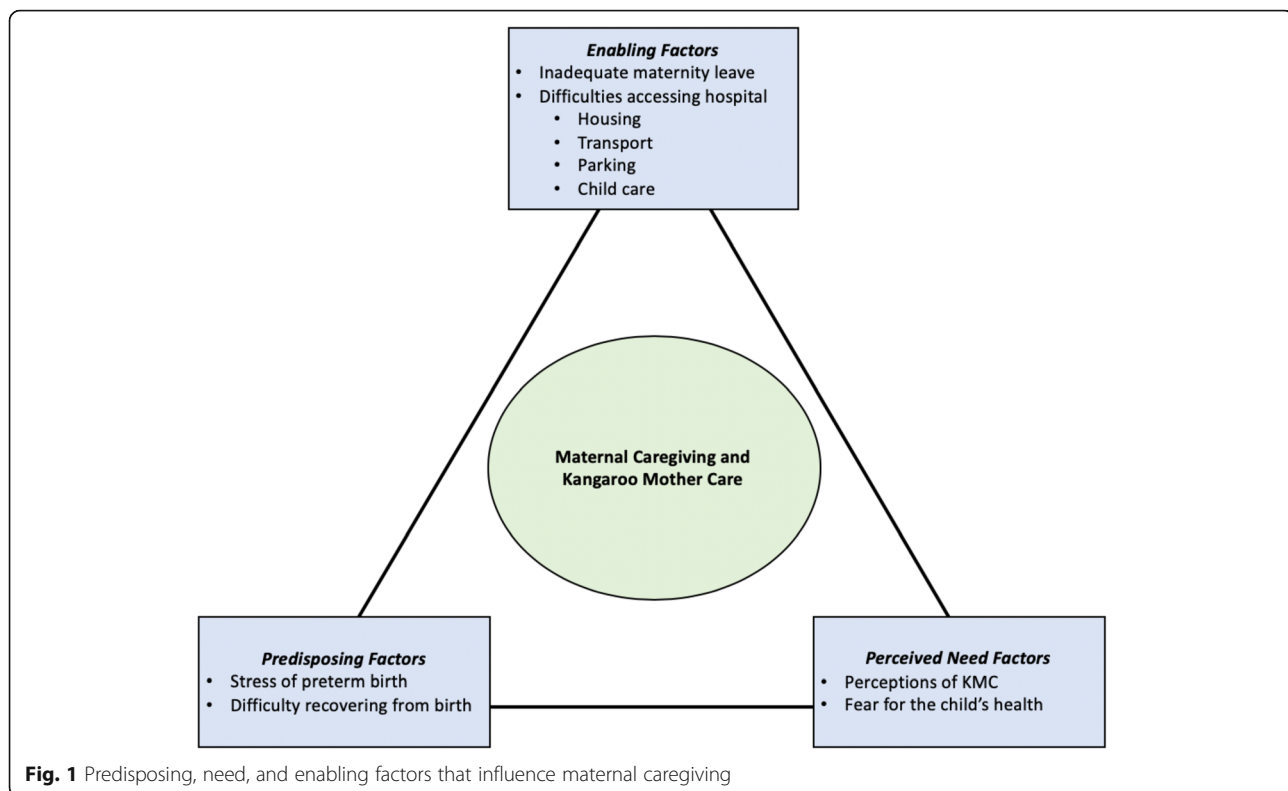 Enabling Factors
• Inadequate maternity leave
• Difficulties accessing hospital
• Housing
• Transport
• Parking
• Child care
Maternal Caregiving and
Kangaroo Mother Care
Predisposing Factors
• Stress of preterm birth
• Difficulty recovering from birth
Perceived Need Factors
• Perceptions of KMC
• Fear for the child's health
Fig. 1 Predisposing, need, and enabling factors that influence maternal caregiving